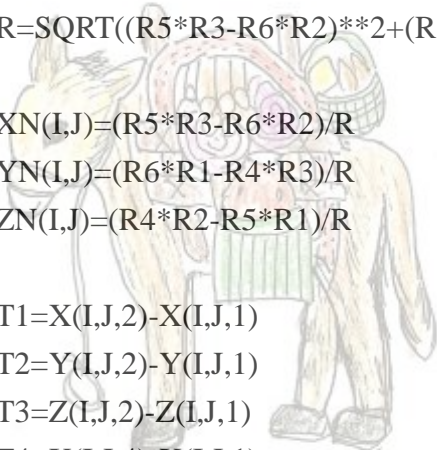 R=SQRT((R5*R3-R6*R2)**2+(R
XN(I,J)=(R5*R3-R6*R2)/R
YN(I,J)=(R6*R1-R4*R3)/R
ZN(I,J)=(R4*R2-R5*R1)/R
T1=X(I,J,2)-X(I,J,1)
T2=Y(I,J,2)-Y(I,J,1)
T3=Z(I,J,2)-Z(I,J,1)